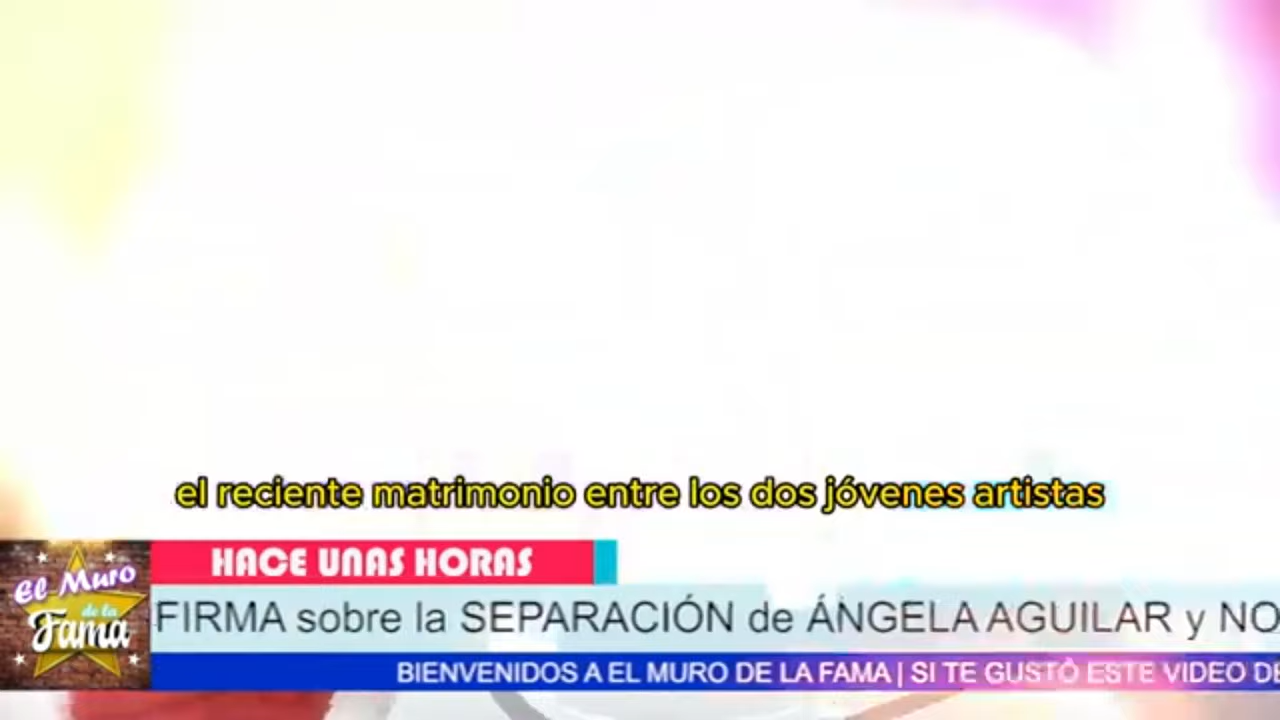 el reciente matrimonio entre los dos jóvenes artistas
HACE UNAS HORAS
El Muro
de la
Fama
FIRMA sobre la SEPARACIÓN de ÁNGELA AGUILAR y NO
BIENVENIDOS A EL MURO DE LA FAMA | SI TE GUSTÒ ESTE VIDEO DE